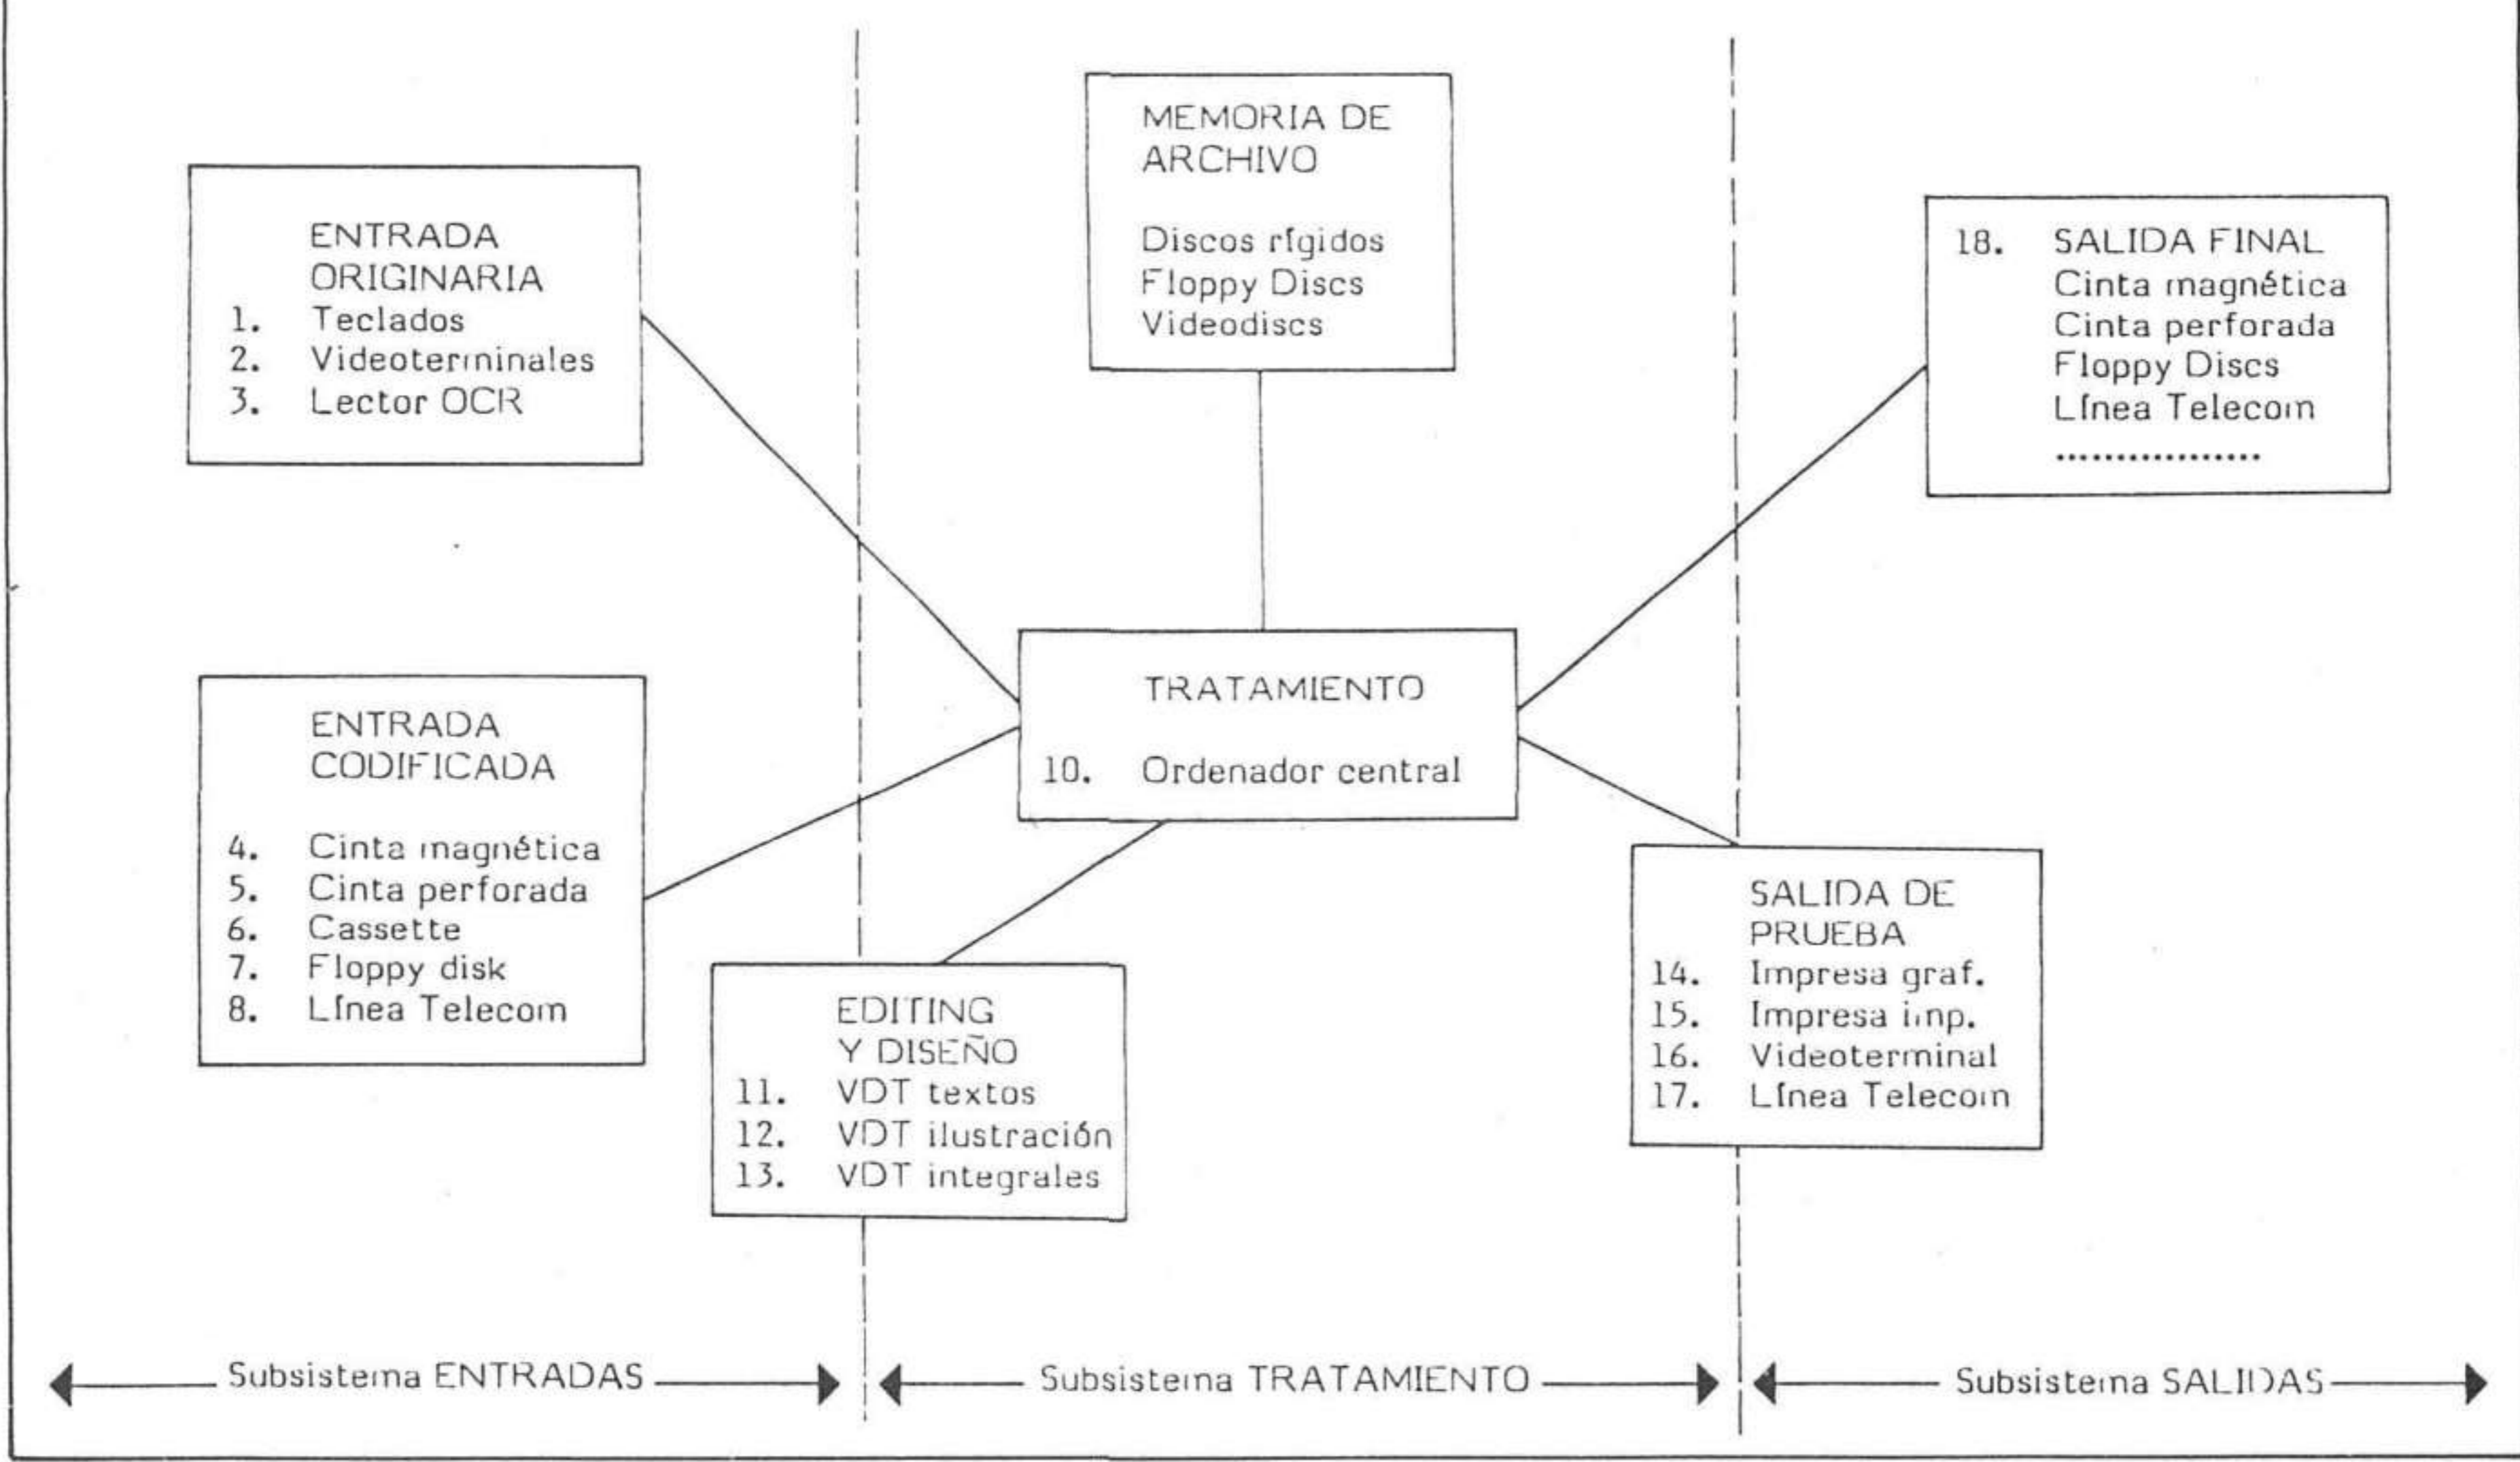 ENTRADA
ORIGINARIA
1. Teclados
2. Videoterminales
3. Lector OCR
MEMORIA DE
ARCHIVO
Discos rígidos
Floppy Discs
Videodiscs
18. SALIDA FINAL
Cinta magnética
Cinta perforada
Floppy Discs
Línea Telecom
.................
ENTRADA
CODIFICADA
4. Cinta magnética
5. Cinta perforada
6. Cassette
7. Floppy disk
8. Línea Telecom
TRATAMIENTO
10. Ordenador central
EDITING
Y DISEÑO
11. VDT textos
12. VDT ilustración
13. VDT integrales
SALIDA DE
PRUEBA
14. Impresa graf.
15. Impresa imp.
16. Videoterminal
17. Línea Telecom
Subsistema ENTRADAS
Subsistema TRATAMIENTO
Subsistema SALIDAS